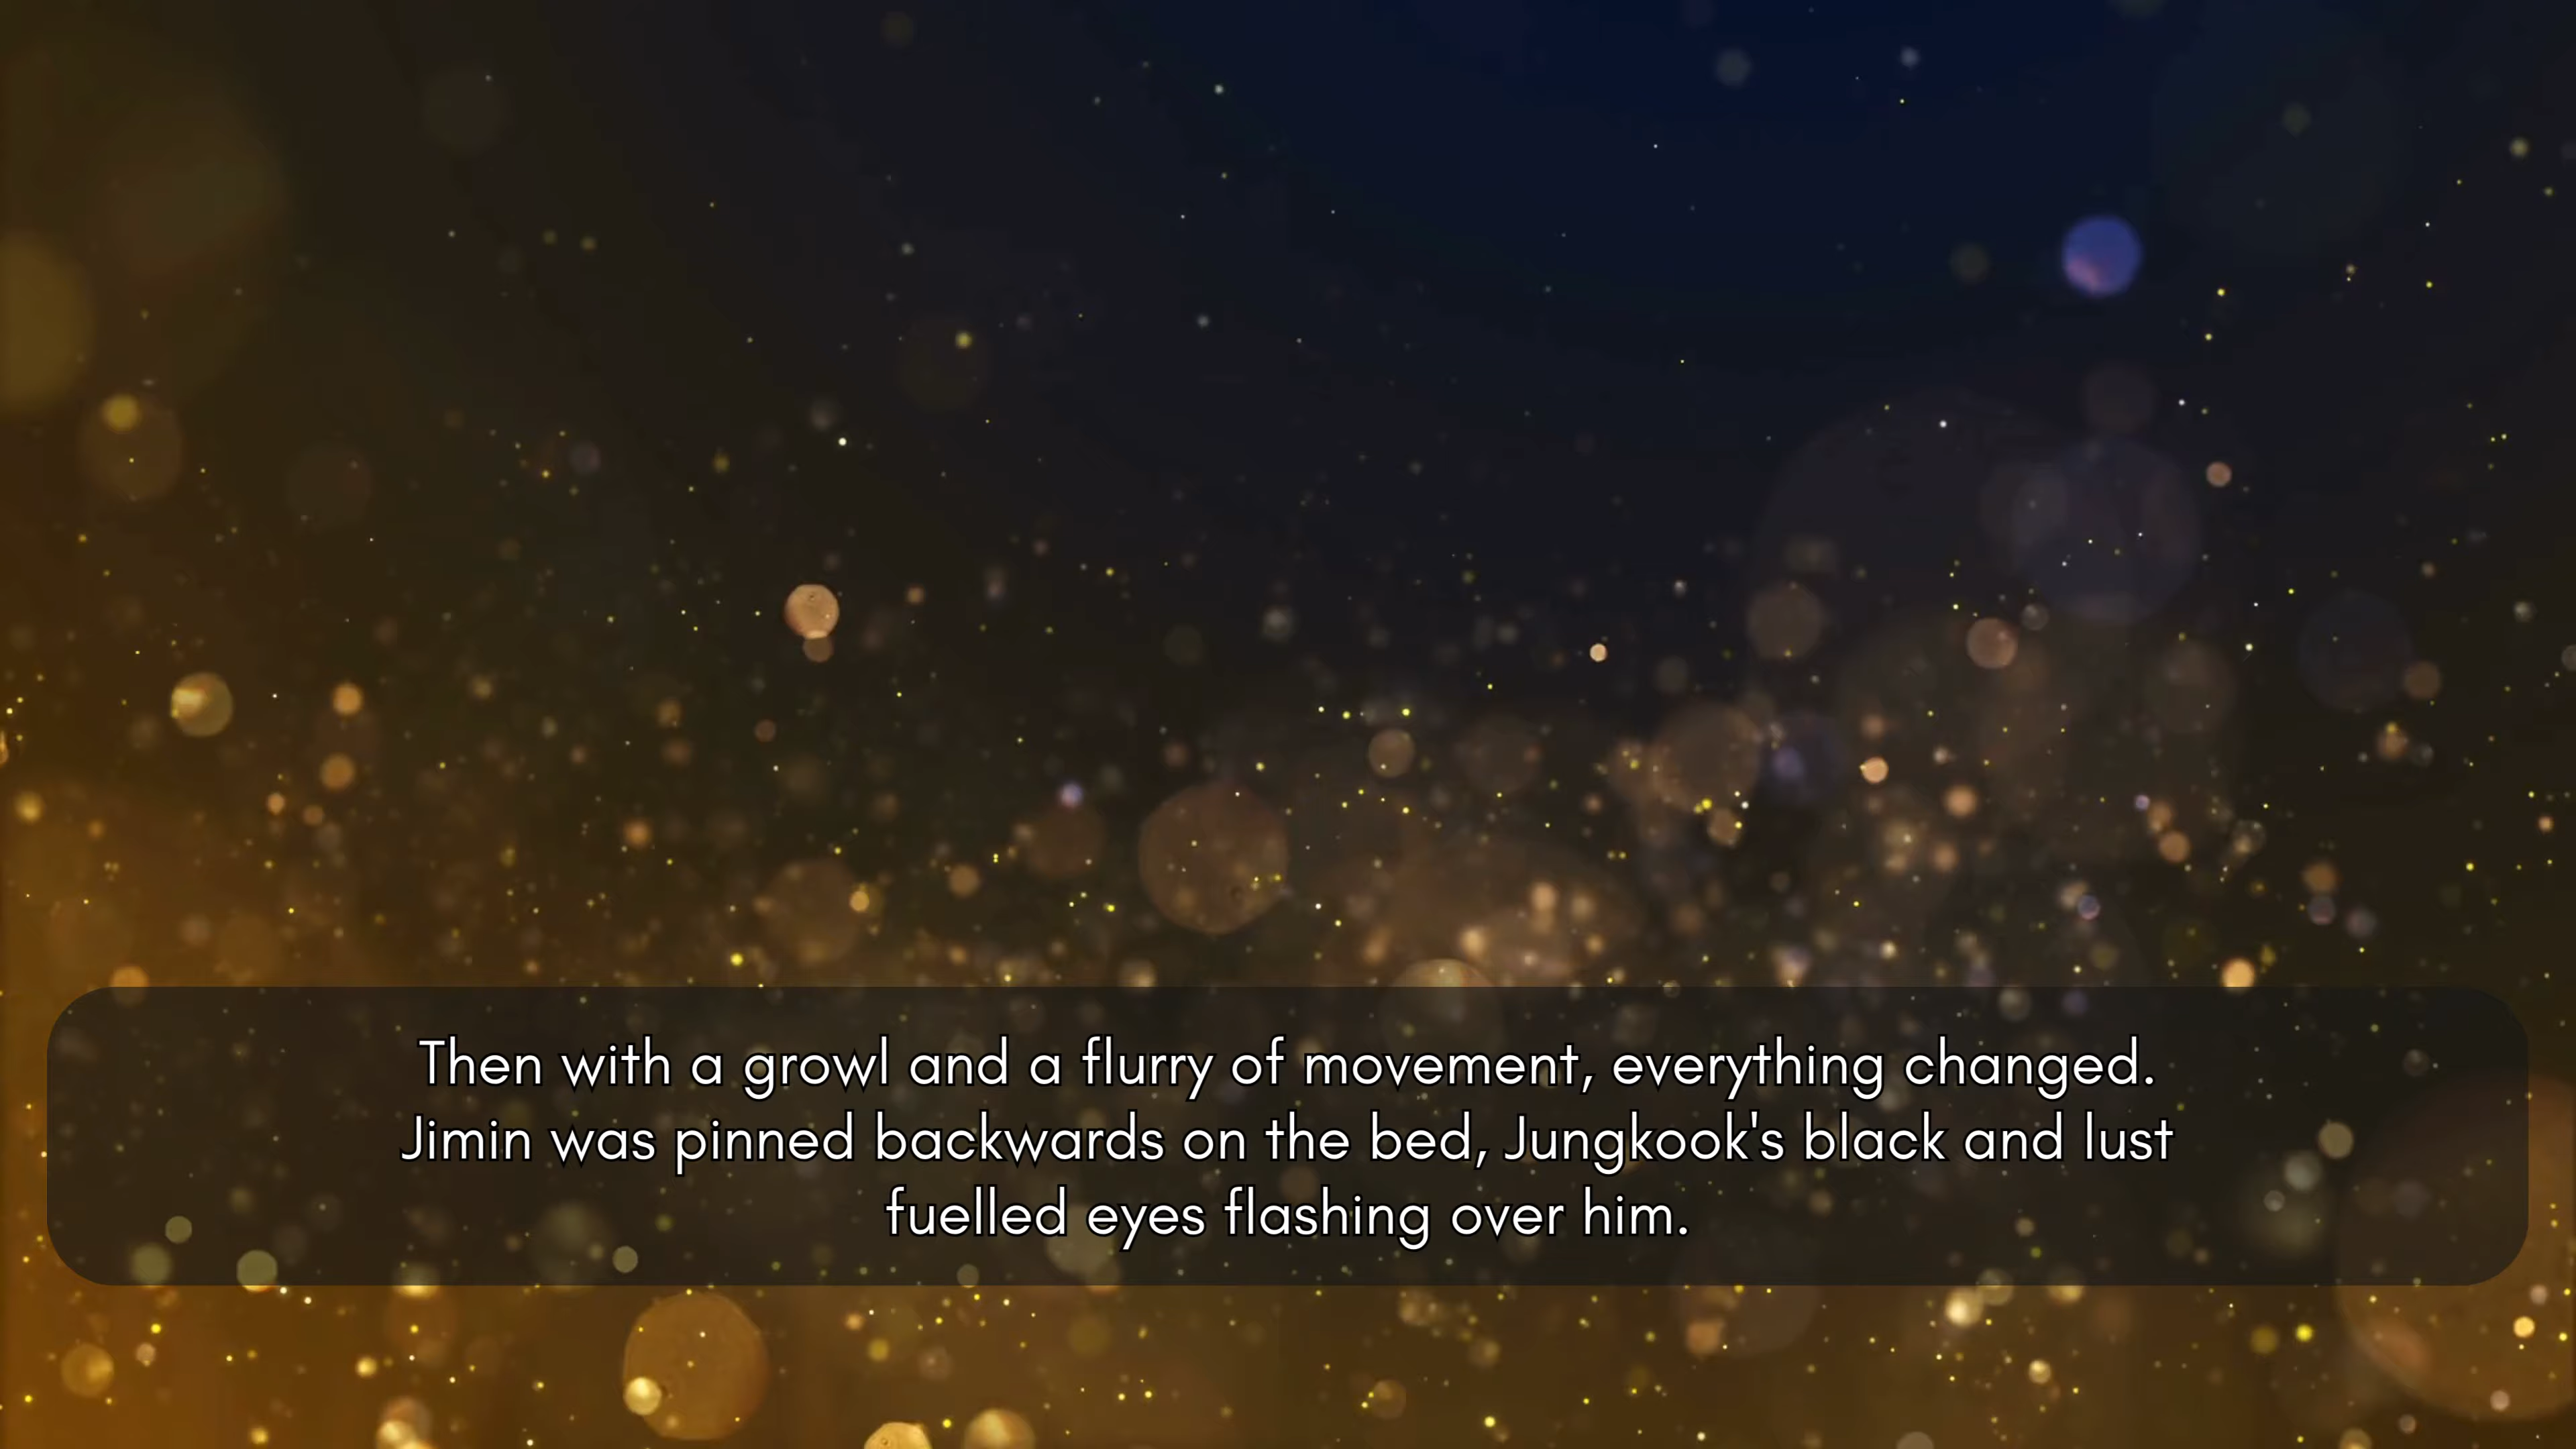 Then with a growl and a flurry of movement, everything changed.
Jimin was pinned backwards on the bed, Jungkook's black and lust
fuelled eyes flashing over him.